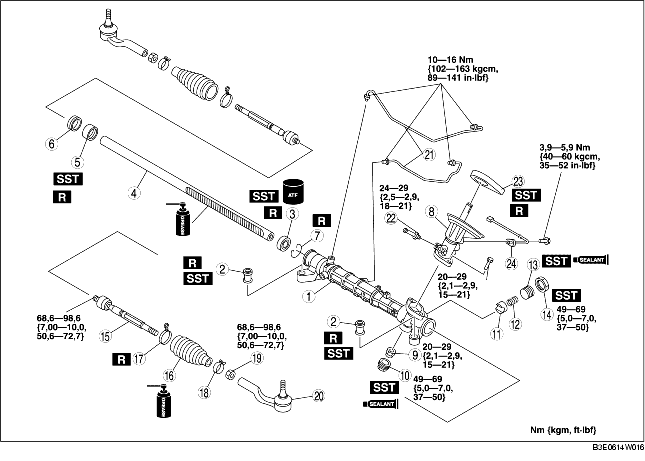 10—16 Nm
{102—163 kgcm,
89—141 in-lbf}
3,9—5,9 Nm
{40—60 kgcm,
35—52 in-lbf}
6
5
SST
R
4
SST
ATF
R
3
R
7
21
24—29
{2,5—2,9,
18—21}
22
8
23
SST
R
24
SST
SEALANT
13
R
SST
2
1
20—29
{2,1—2,9,
15—21}
SST
14
49—69
{5,0—7,0,
37—50}
12
11
68,6—98,6
{7,00—10,0,
50,6—72,7}
15
R
17
16
18
68,6—98,6
{7,00—10,0,
50,6—72,7}
19
20
2
R
SST
9
10
20—29
{2,1—2,9,
15—21}
SST
49—69
{5,0—7,0,
37—50}
SEALANT
Nm {kgm, ft-lbf}
B3E0614W016